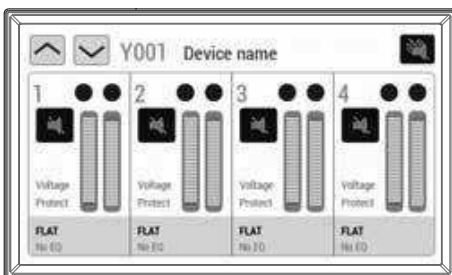 Y001 Device name
1 2 3 4
Voltage Voltage Voltage Voltage
Protect Protect Protect Protect
FLAT FLAT FLAT FLAT
No EQ No EQ No EQ No EQ